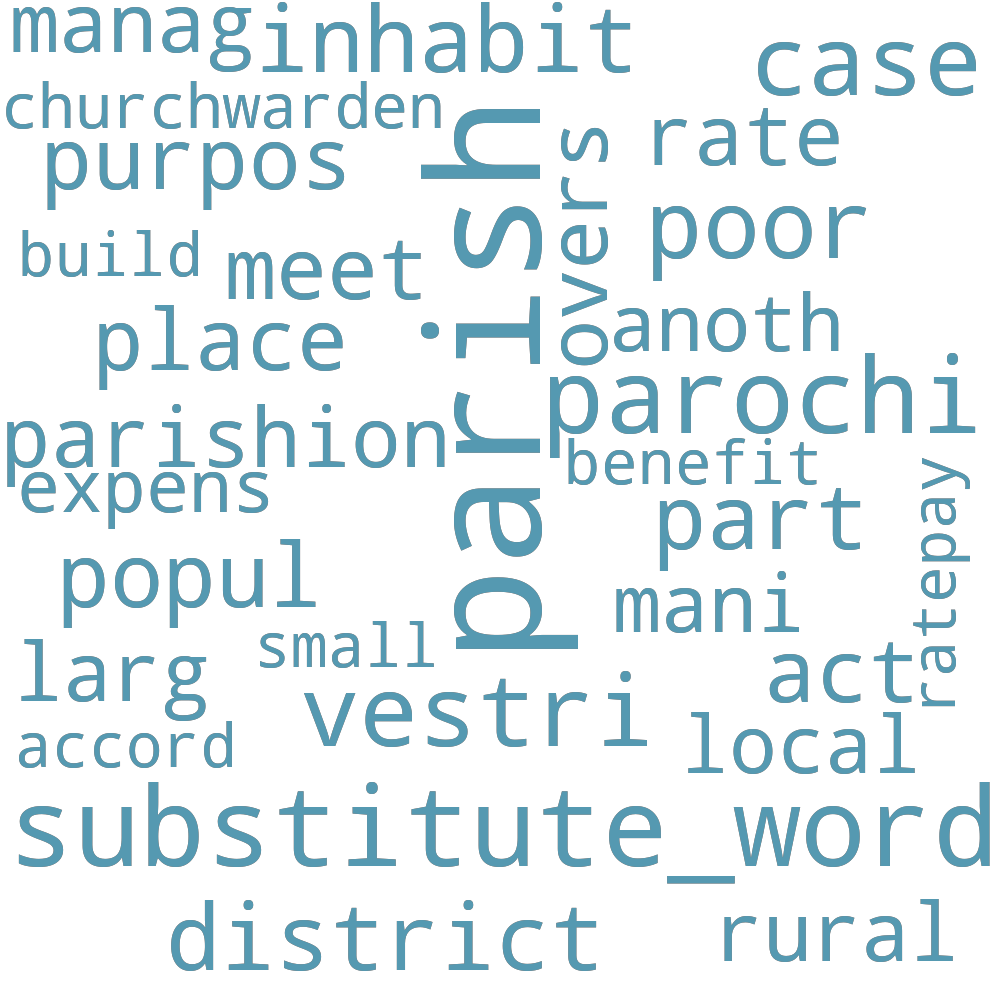 manag
inhabit
case
churchwarden
rate
purpos
parish
overs
poor
build
meet
place
anoth
parochi
parishion
benefit
expens
part
ratepay
popul
mani
small
larg
act
vestri
local
accord
substitute_word
district
rural